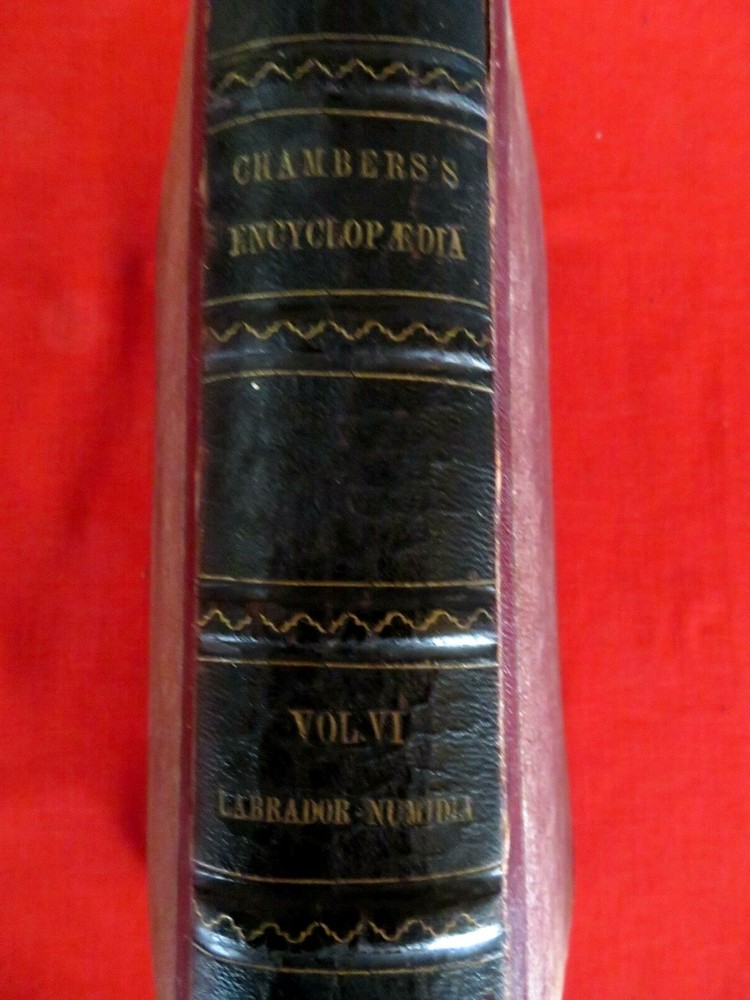 CHAMBERS'S
ENCYCLOPÆDIA
VOL. VI
LABRADOR - NUMIDIA